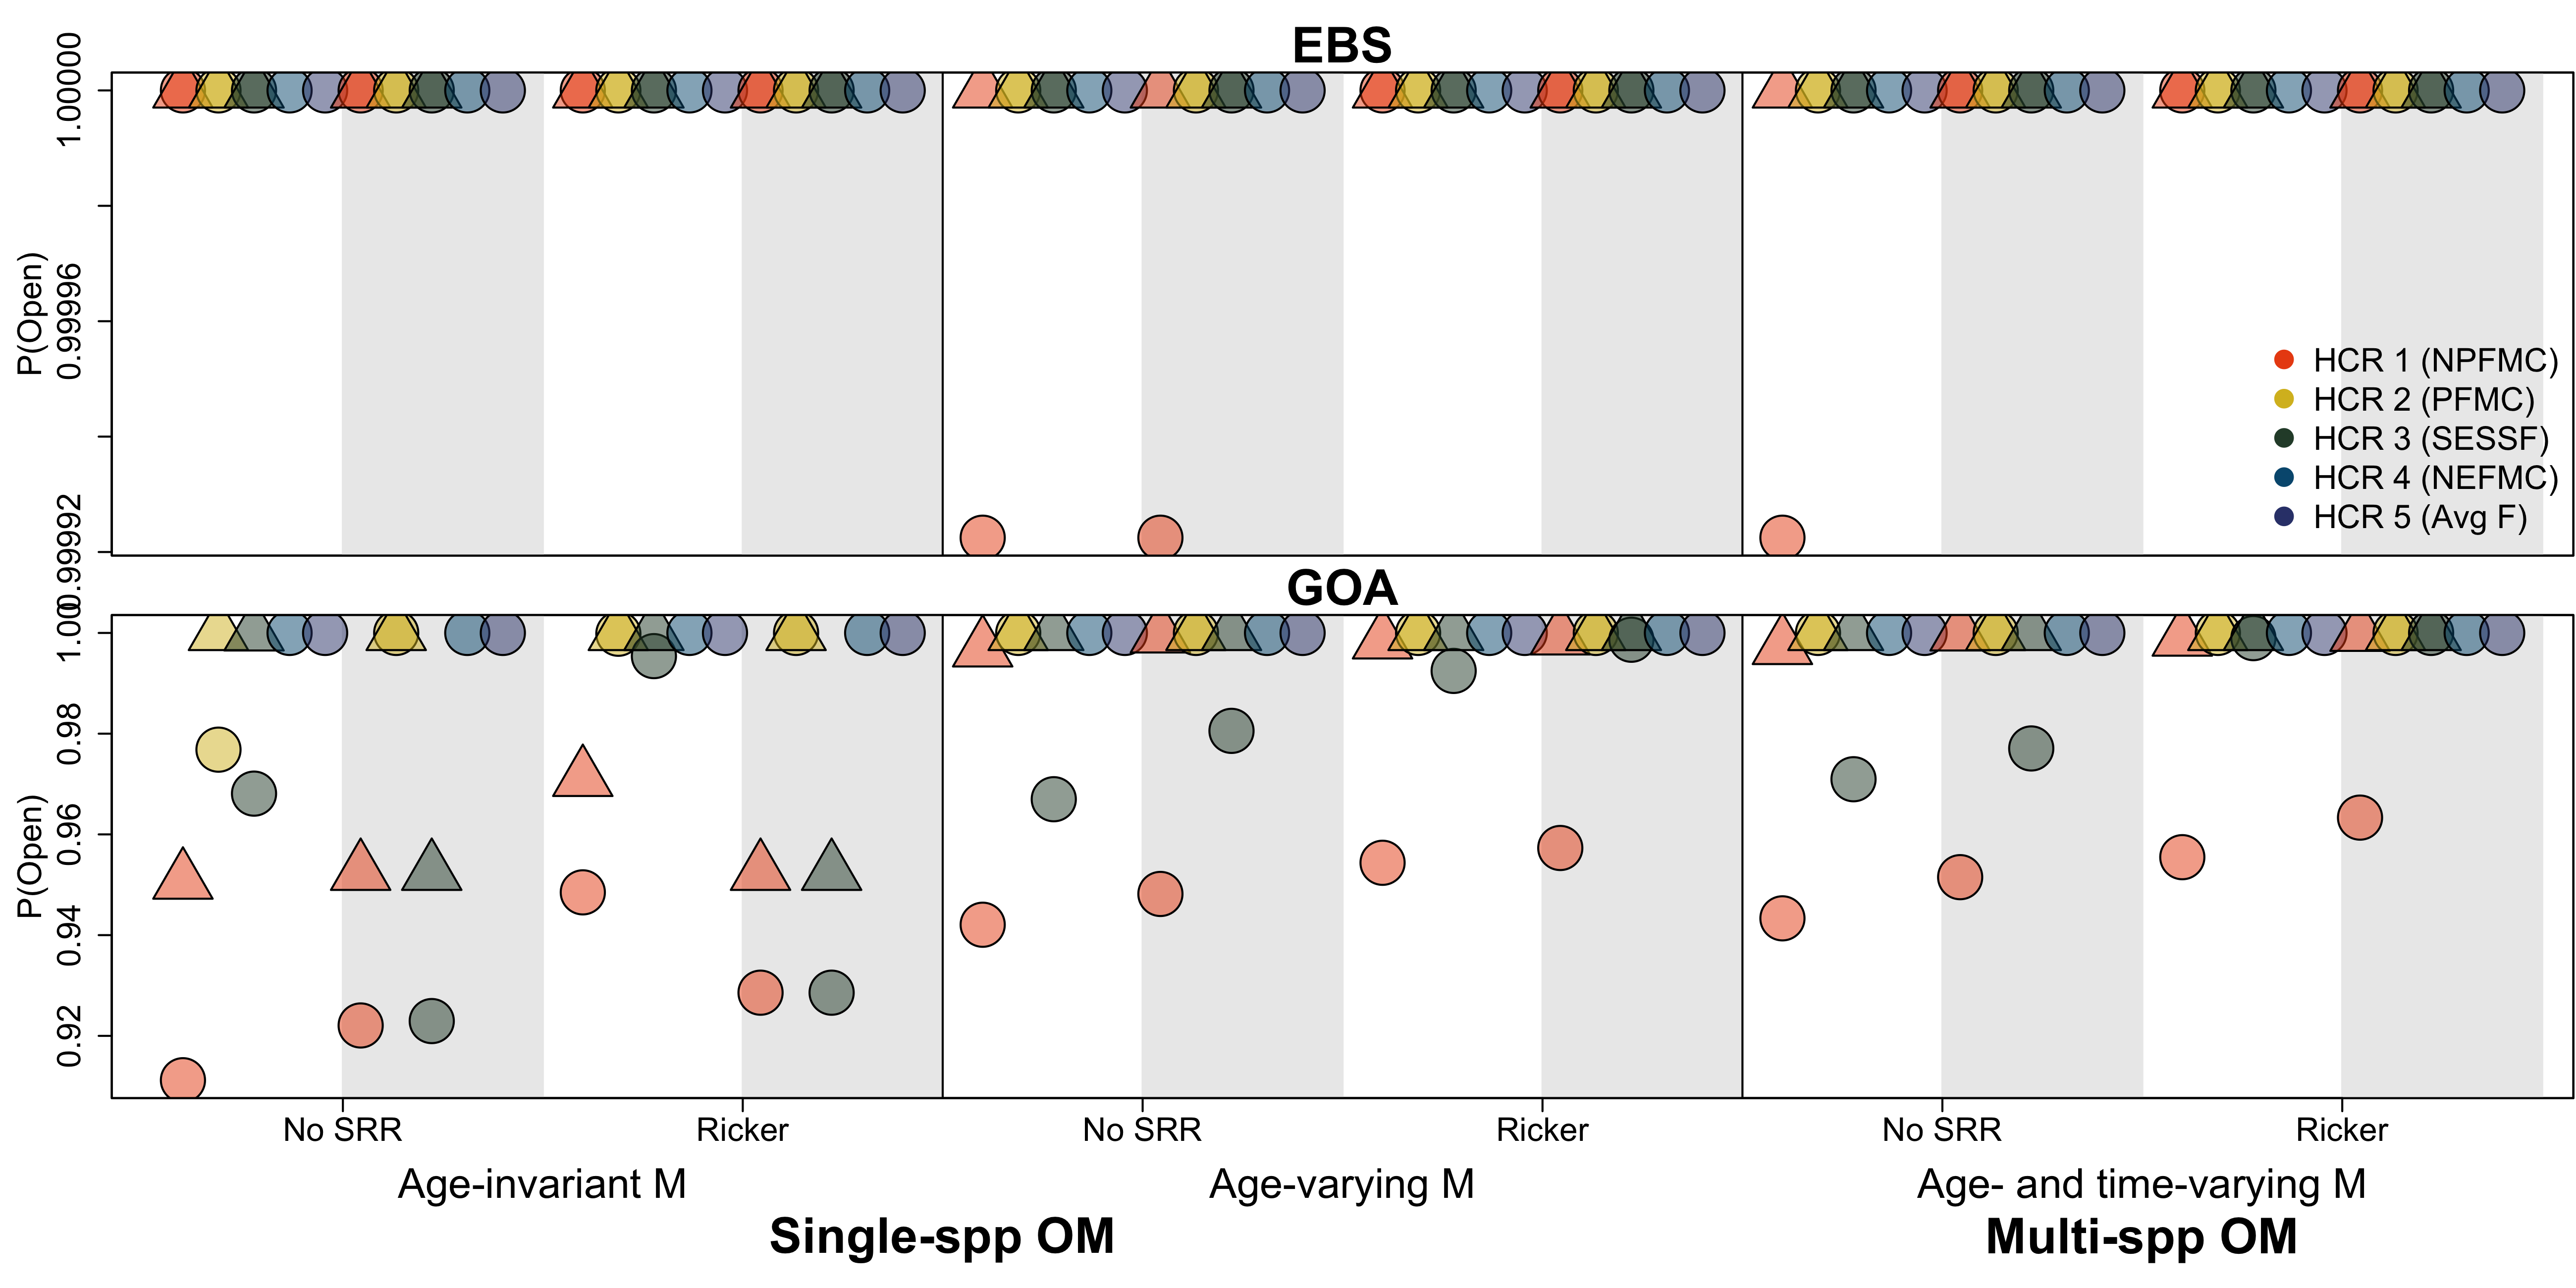 EBS
P(Open)
1.00000
0.99996
0.99992
HCR 1 (NPFMC)
HCR 2 (PFMC)
HCR 3 (SESSF)
HCR 4 (NEFMC)
HCR 5 (Avg F)
GOA
P(Open)
1.00
0.98
0.96
0.94
0.92
No SRR Ricker No SRR Ricker No SRR Ricker
Age-invariant M Age-varying M Age- and time-varying M
Single-spp OM Multi-spp OM